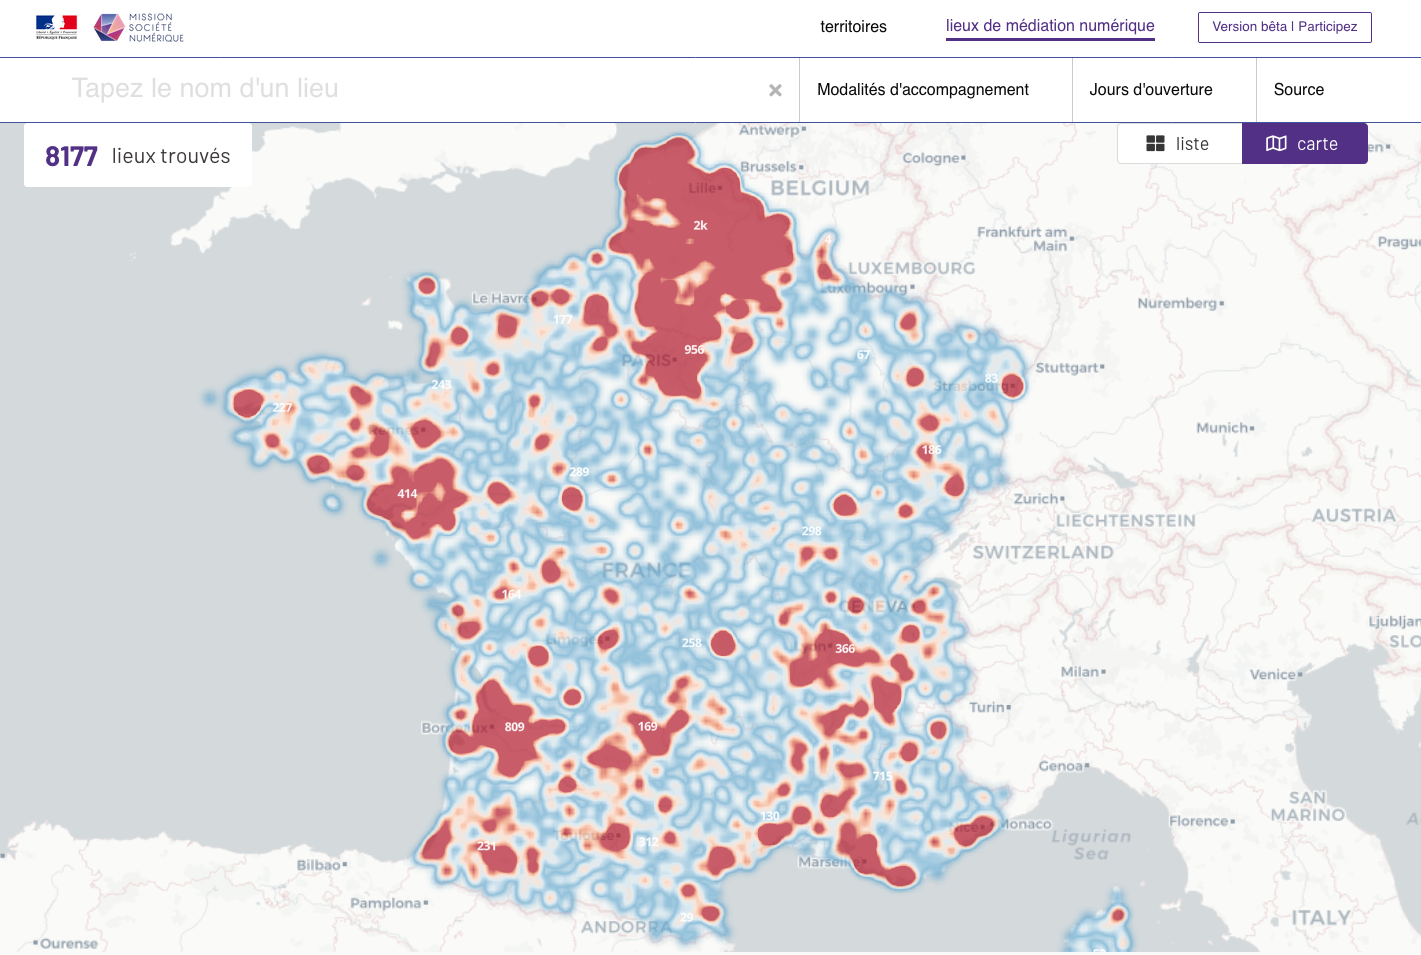 RÉPUBLIQUE FRANÇAISE
MISSION
SOCIÉTÉ
NUMÉRIQUE
territoires
lieux de médiation numérique
Version bêta | Participez
Tapez le nom d'un lieu
×
Modalités d'accompagnement
Jours d'ouverture
Source
8177 lieux trouvés
liste
carte
Antwerp
Brussels
Cologne
BELGIUM
Lille
2k
Frankfurt am
Main
Prague
LUXEMBOURG
Luxembourg
Le Havre
Nuremberg
177
956
PARIS
67
Stuttgart
243
83
Strasbourg
227
Rennes
Munich
186
289
414
Zurich
LIECHTENSTEIN
AUSTRIA
298
SWITZERLAND
FRANCE
164
GENEVA
Limoges
258
Lyon
366
Milan
Venice
Turin
Bordeaux
809
169
715
Genoa
SAN
MARINO
130
Florence
Nice
Monaco
Ligurian
Sea
Toulouse
312
231
Marseille
Bilbao
Pamplona
29
ANDORRA
ITALY
Ourense